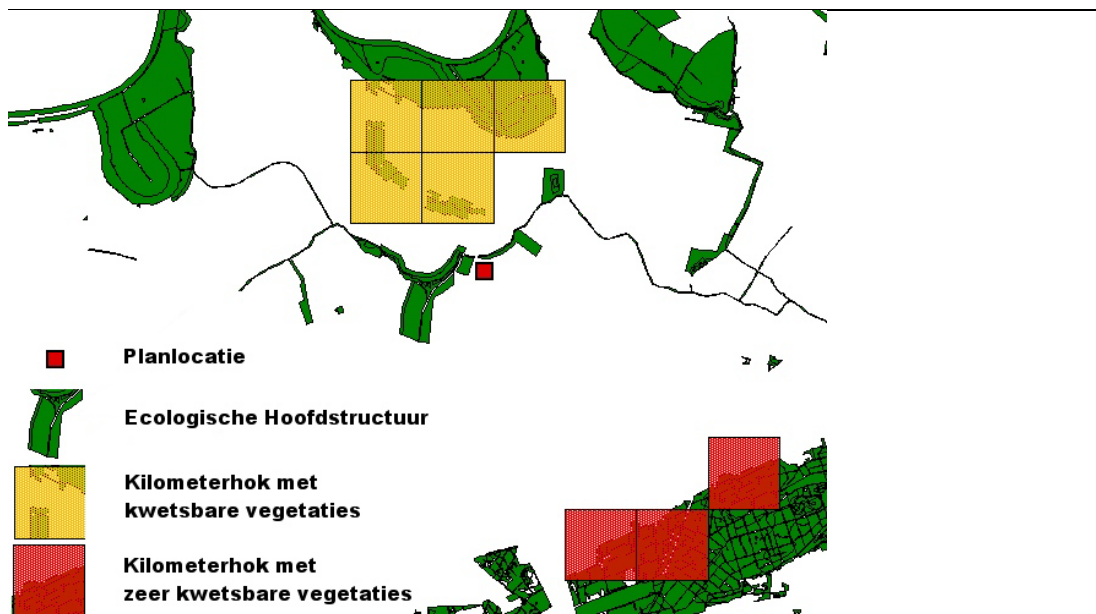 Planlocatie
Ecologische Hoofdstructuur
Kilometerhok met
kwetsbare vegetaties
Kilometerhok met
zeer kwetsbare vegetaties